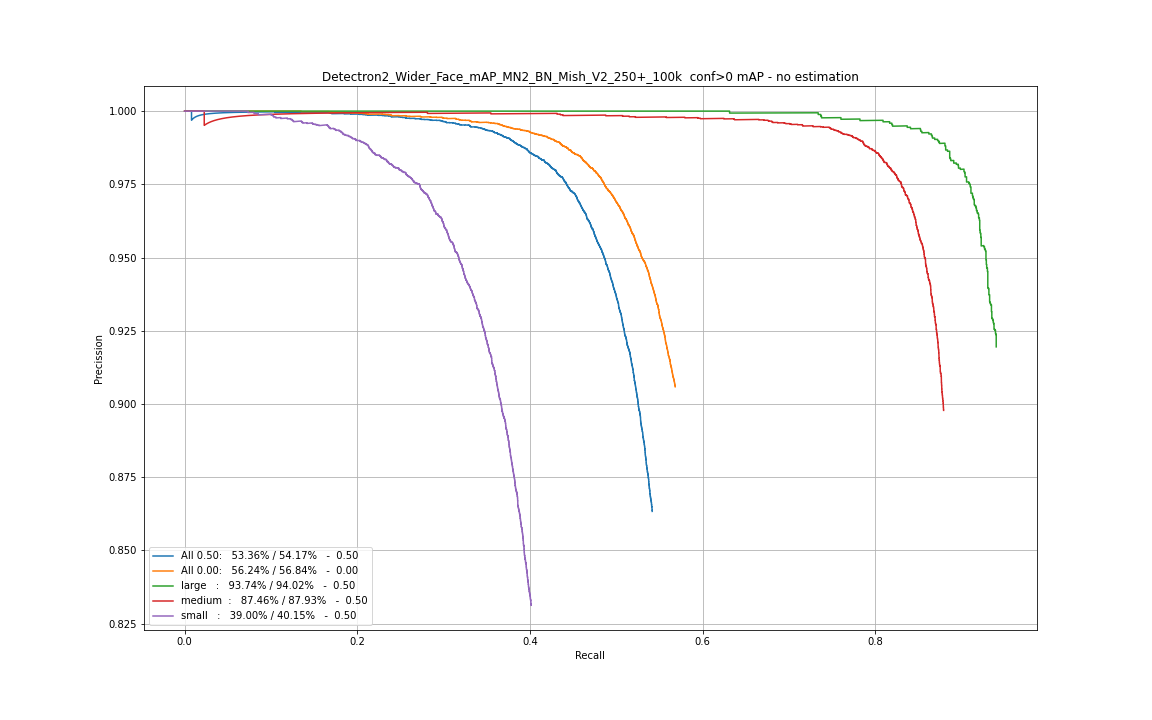 Detectron2_Wider_Face_mAP_MN2_BN_Mish_V2_250+_100k conf>0 mAP - no estimation
1.000
0.975
0.950
0.925
0.900
0.875
0.850
0.825
Precission
All 0.50: 53.36% / 54.17% - 0.50
All 0.00: 56.24% / 56.84% - 0.00
large : 93.74% / 94.02% - 0.50
medium : 87.46% / 87.93% - 0.50
small : 39.00% / 40.15% - 0.50
0.0 0.2 0.4 0.6 0.8
Recall